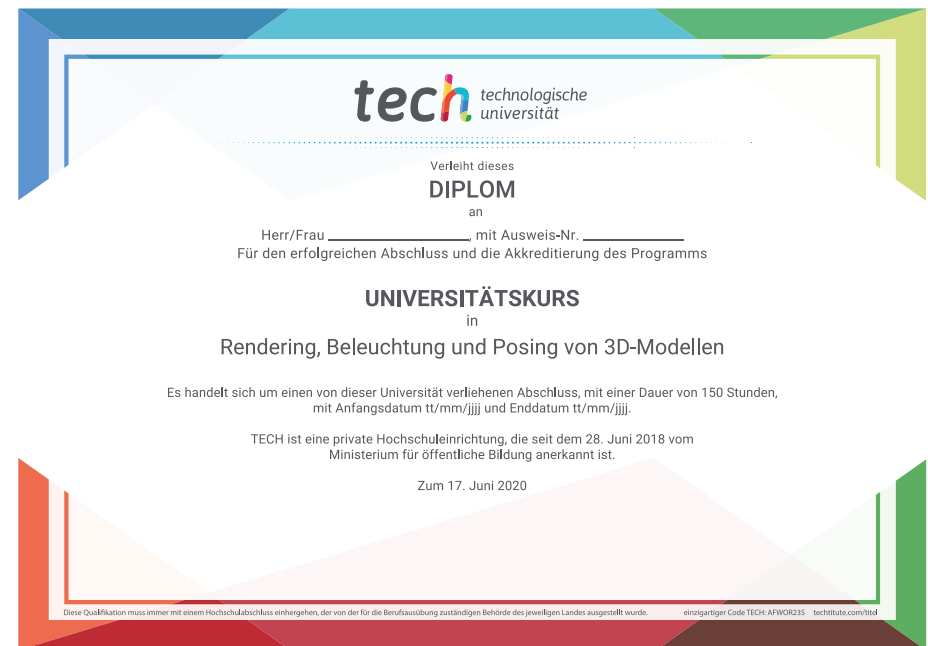 tech technologische
universität
Verleiht dieses
DIPLOM
an
Herr/Frau ____________________, mit Ausweis-Nr. ______________
Für den erfolgreichen Abschluss und die Akkreditierung des Programms
UNIVERSITÄTSKURS
in
Rendering, Beleuchtung und Posing von 3D-Modellen
Es handelt sich um einen von dieser Universität verliehenen Abschluss, mit einer Dauer von 150 Stunden,
mit Anfangsdatum tt/mm/jjjj und Enddatum tt/mm/jjjj.
TECH ist eine private Hochschuleinrichtung, die seit dem 28. Juni 2018 vom
Ministerium für öffentliche Bildung anerkannt ist.
Zum 17. Juni 2020
Diese Qualifikation muss immer mit einem Hochschulabschluss einhergehen, der von der für die Berufsausübung zuständigen Behörde des jeweiligen Landes ausgestellt wurde. einzigartiger Code TECH: AFWOR23S techtitute.com/titel